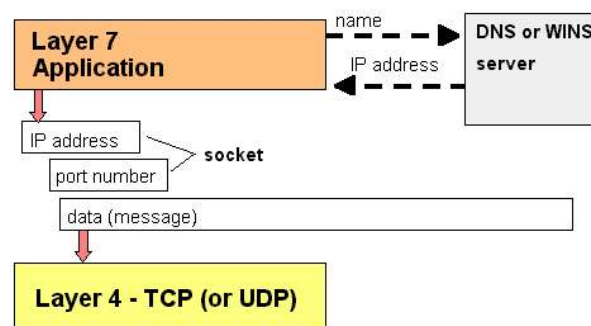 name
Layer 7
Application
DNS or WINS
server
IP address
IP address
socket
port number
data (message)
Layer 4 - TCP (or UDP)